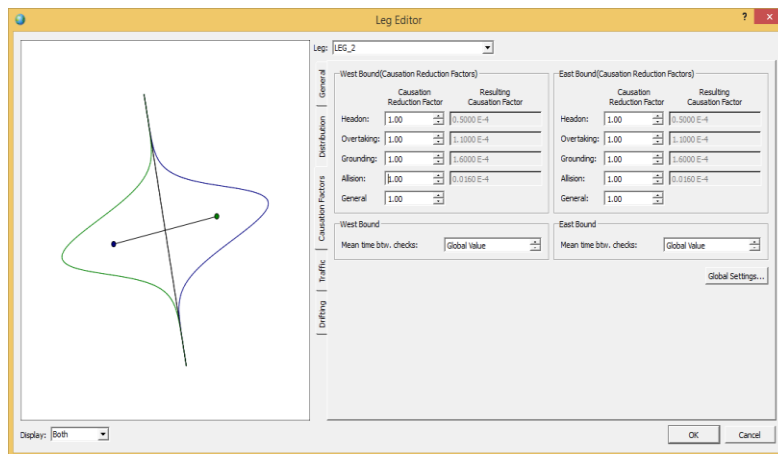 Leg Editor
? x
Leg: LEG_2
General
Distribution
Causation Factors
Traffic
Drifting
West Bound(Causation Reduction Factors)
Causation Reduction Factor
Resulting Causation Factor
Headon: 1.00 0.5000 E-4
Overtaking: 1.00 1.1000 E-4
Grounding: 1.00 1.6000 E-4
Allision: 1.00 0.0160 E-4
General 1.00
East Bound(Causation Reduction Factors)
Causation Reduction Factor
Resulting Causation Factor
Headon: 1.00 0.5000 E-4
Overtaking: 1.00 1.1000 E-4
Grounding: 1.00 1.6000 E-4
Allision: 1.00 0.0160 E-4
General: 1.00
West Bound
Mean time btw. checks: Global Value
East Bound
Mean time btw. checks: Global Value
Global Settings...
Display: Both
OK
Cancel